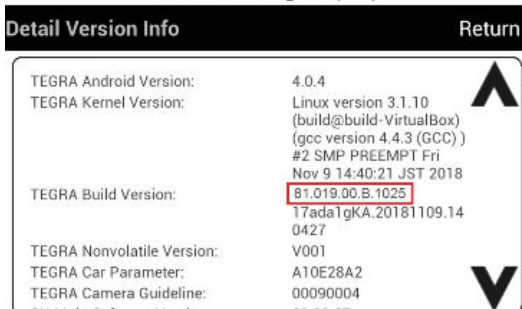 Detail Version Info Return
TEGRA Android Version: 4.0.4
TEGRA Kernel Version: Linux version 3.1.10
(build@build-VirtualBox)
(gcc version 4.4.3 (GCC) )
#2 SMP PREEMPT Fri
Nov 9 14:40:21 JST 2018
TEGRA Build Version: 81.019.00.B.1025
17ada1gKA.20181109.14
0427
TEGRA Nonvolatile Version: V001
TEGRA Car Parameter: A10E28A2
TEGRA Camera Guideline: 00090004